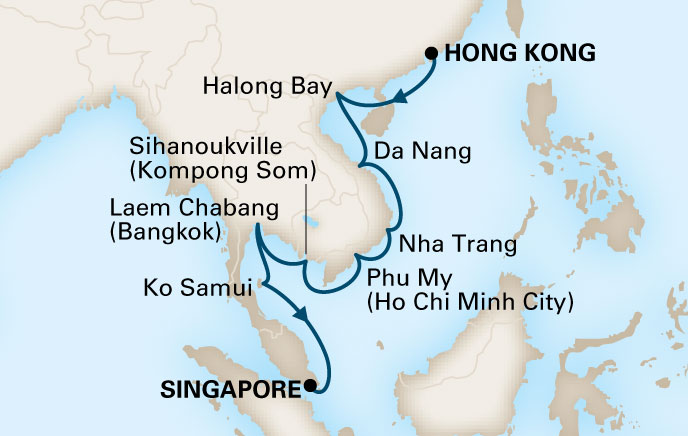 HONG KONG
Halong Bay
Sihanoukville
(Kompong Som)
Da Nang
Laem Chabang
(Bangkok)
Nha Trang
Phu My
(Ho Chi Minh City)
Ko Samui
SINGAPORE